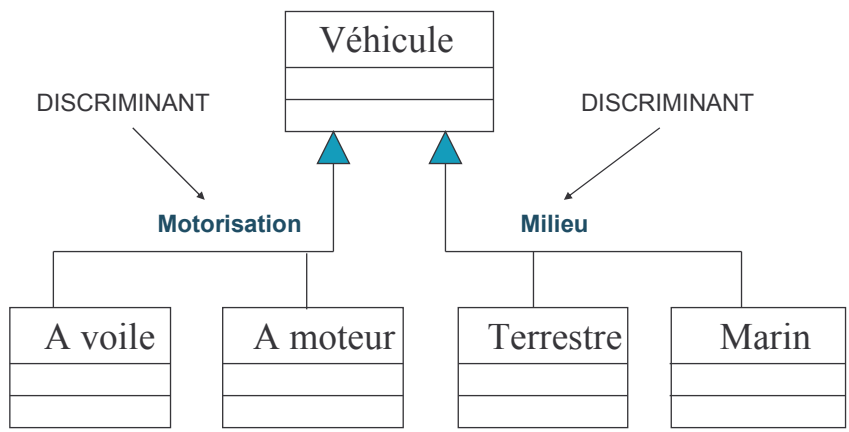 Véhicule
DISCRIMINANT
DISCRIMINANT
Motorisation
Milieu
A voile
A moteur
Terrestre
Marin